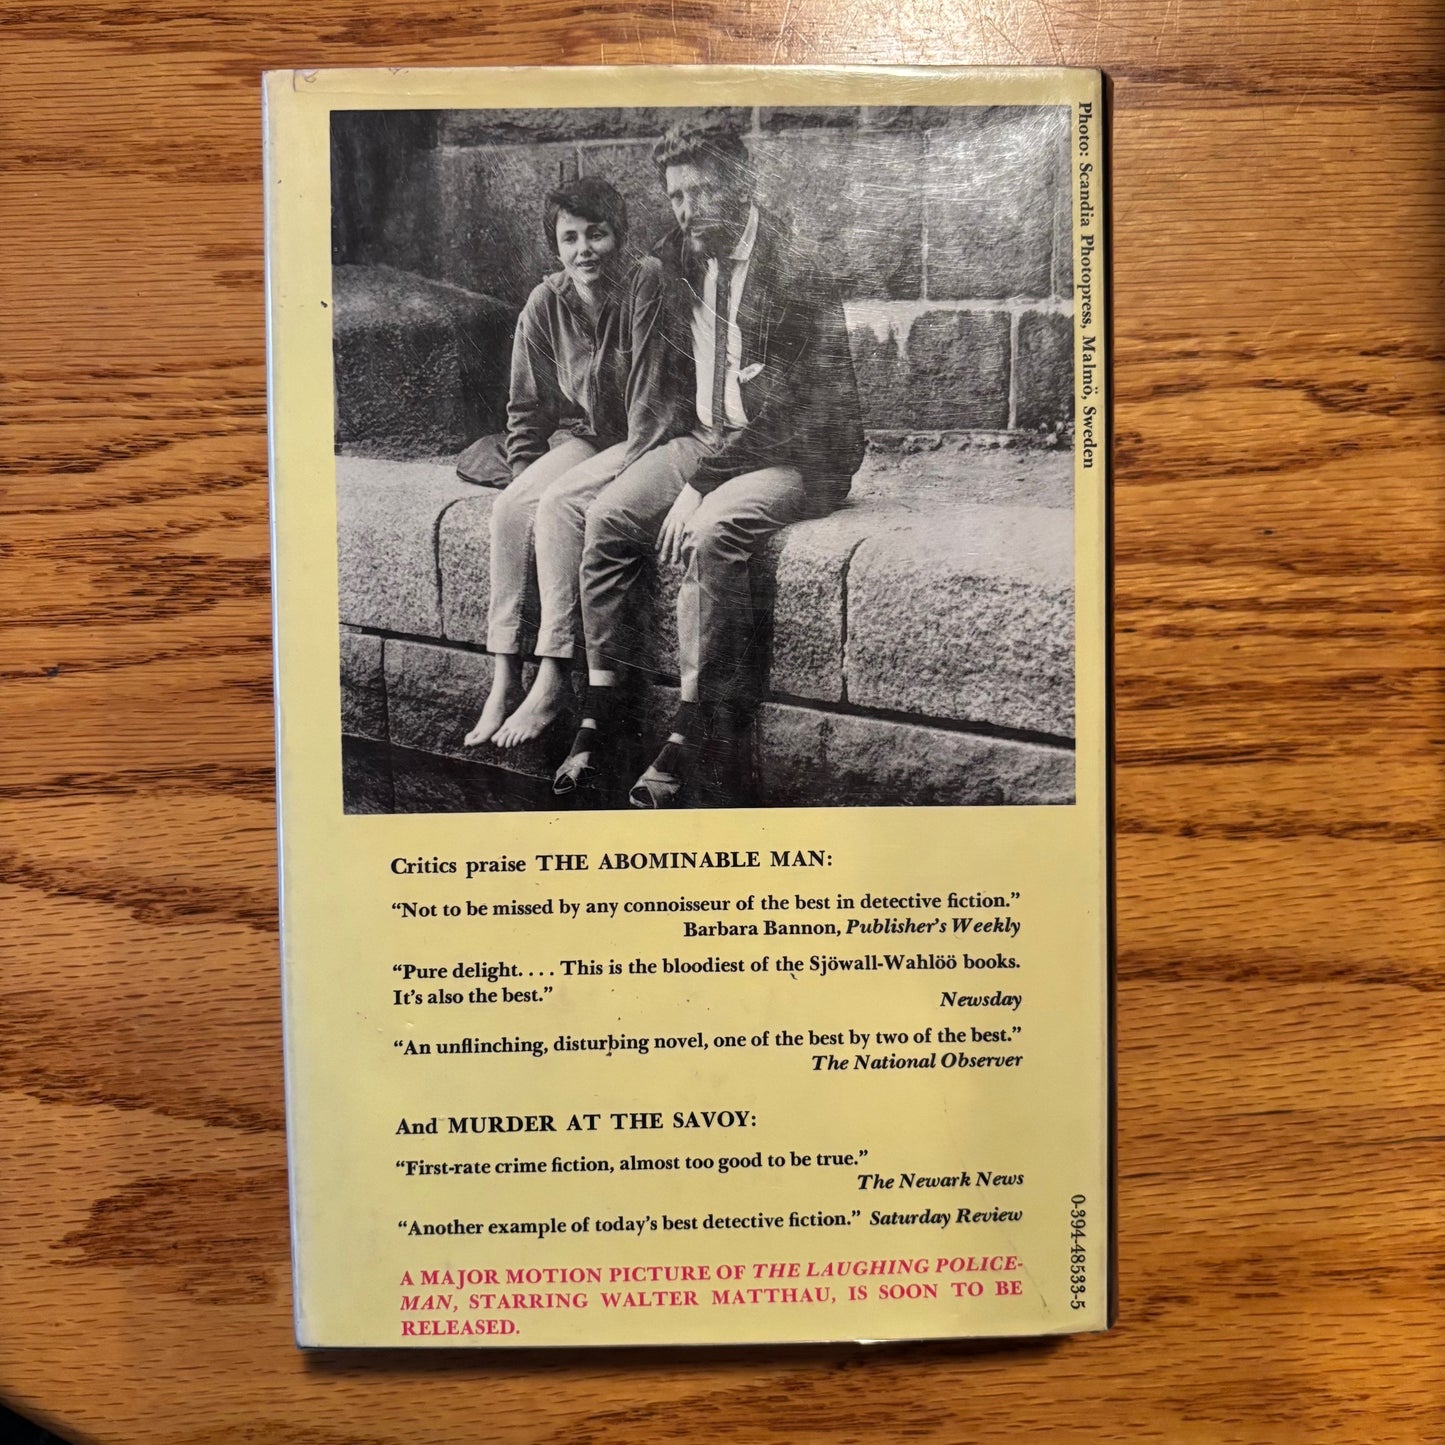 Photo: Scandia Photopress, Malmö, Sweden
Critics praise THE ABOMINABLE MAN:
“Not to be missed by any connoisseur of the best in detective fiction.”
Barbara Bannon, Publisher’s Weekly
“Pure delight. . . . This is the bloodiest of the Sjöwall-Wahlöö books.
It’s also the best.”
Newsday
“An unflinching, disturbing novel, one of the best by two of the best.”
The National Observer
And MURDER AT THE SAVOY:
“First-rate crime fiction, almost too good to be true.”
The Newark News
“Another example of today’s best detective fiction.” Saturday Review
A MAJOR MOTION PICTURE OF THE LAUGHING POLICE-
MAN, STARRING WALTER MATTHAU, IS SOON TO BE
RELEASED.
0-394-48533-5